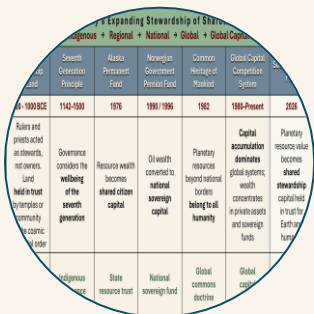 's Expanding Stewardship of Shared
Indigenous → Regional → National → Global → Global Capital
Seventh Generation Principle
Alaska Permanent Fund
Norwegian Government Pension Fund
Common Heritage of Mankind
Global Capital Competition System
1000 BCE
1142-1500
1976
1990 / 1996
1982
1980-Present
2026
Rulers and
priests acted
as stewards,
not owners.
Land
held in trust
by temples or
community
cosmic
order
Governance
considers the
wellbeing
of the
seventh
generation
Resource wealth
becomes
shared citizen
capital
Oil wealth
converted to
national
sovereign
capital
Planetary
resources
beyond national
borders
belong to all
humanity
Capital
accumulation
dominates
global systems;
wealth
concentrates
in private assets
and sovereign
funds
Planetary
resource value
becomes
shared
stewardship
capital held
in trust for
Earth and
Indigenous
State
resource trust
National
sovereign fund
Global
commons
doctrine
Global